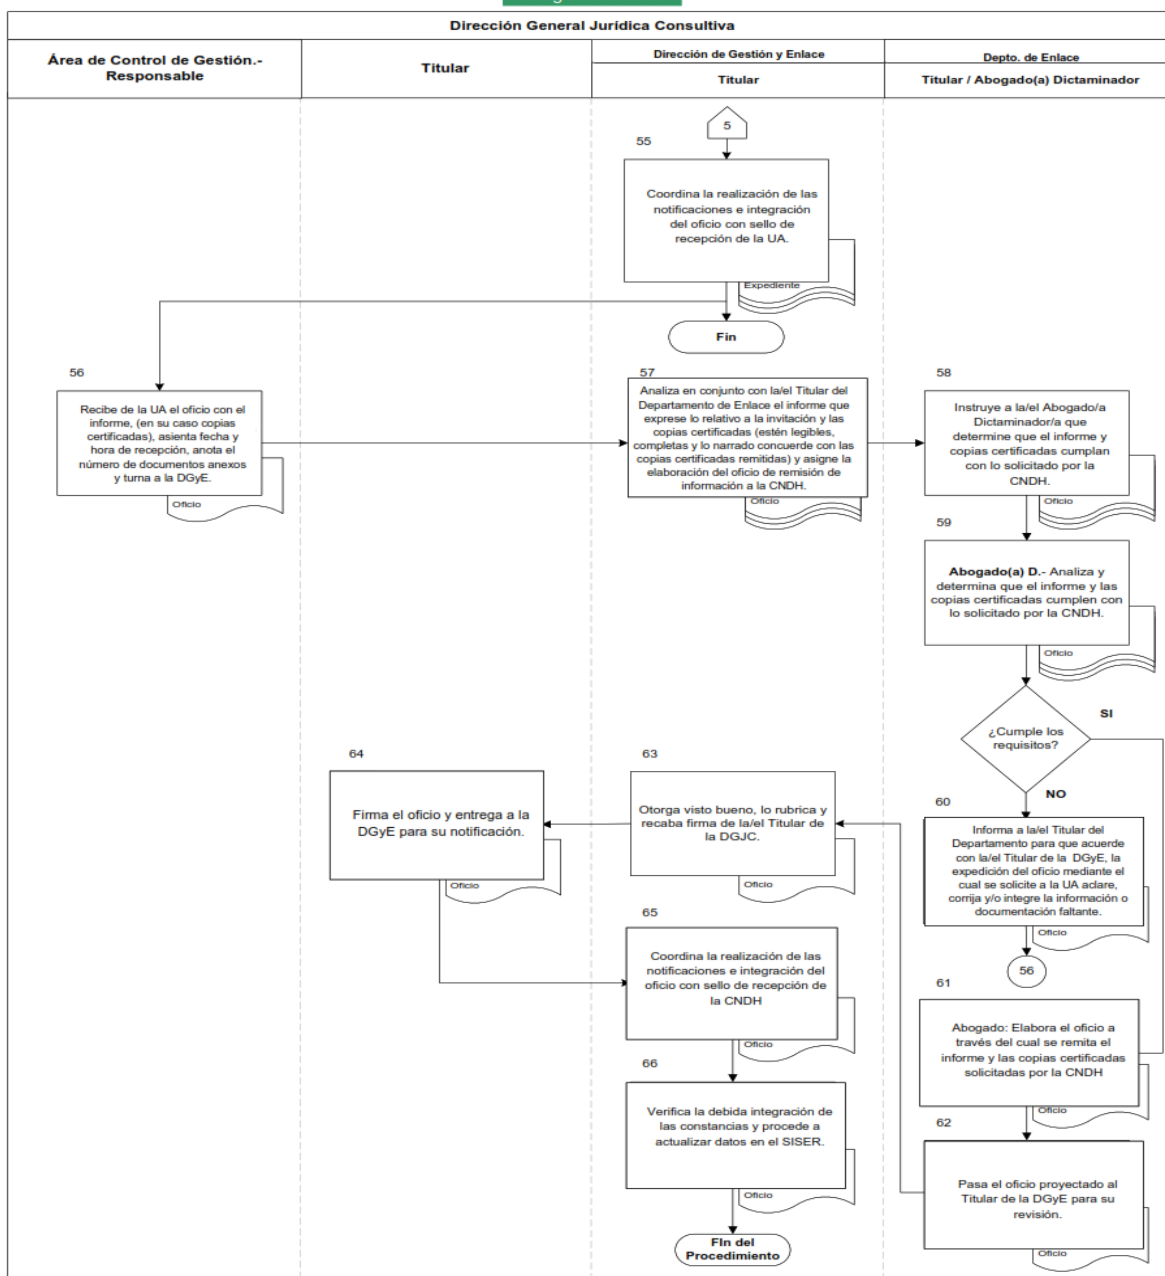 Dirección General Jurídica Consultiva
Área de Control de Gestión.-
Responsable
Titular
Dirección de Gestión y Enlace
Titular
Depto. de Enlace
Titular / Abogado(a) Dictaminador
5
55
Coordina la realización de las
notificaciones e integración
del oficio con sello de
recepción de la UA.
Expediente
Fin
56
Recibe de la UA el oficio con el
informe, (en su caso copias
certificadas), asienta fecha y
hora de recepción, anota el
número de documentos anexos
y turna a la DGyE.
Oficio
57
Analiza en conjunto con la/el Titular del
Departamento de Enlace el informe que
exprese lo relativo a la invitación y las
copias certificadas (estén legibles,
completas y lo narrado concuerde con las
copias certificadas remitidas) y asigne la
elaboración del oficio de remisión de
información a la CNDH.
Oficio
58
Instruye a la/el Abogado/a
Dictaminador/a que
determine que el informe y
copias certificadas cumplan
con lo solicitado por la
CNDH.
Oficio
59
Abogado(a) D.- Analiza y
determina que el informe y las
copias certificadas cumplen con
lo solicitado por la CNDH.
Oficio
¿Cumple los
requisitos?
SI
NO
60
Informa a la/el Titular del
Departamento para que acuerde
con la/el Titular de la DGyE, la
expedición del oficio mediante el
cual se solicite a la UA aclare,
corrija y/o integre la información o
documentación faltante.
Oficio
56
61
Abogado: Elabora el oficio a
través del cual se remita el
informe y las copias certificadas
solicitadas por la CNDH
Oficio
62
Pasa el oficio proyectado al
Titular de la DGyE para su
revisión.
Oficio
63
Otorga visto bueno, lo rubrica y
recaba firma de la/el Titular de
la DGJC.
Oficio
64
Firma el oficio y entrega a la
DGyE para su notificación.
Oficio
65
Coordina la realización de las
notificaciones e integración del
oficio con sello de recepción de
la CNDH
Oficio
66
Verifica la debida integración de
las constancias y procede a
actualizar datos en el SISER.
Oficio
FIn del
Procedimiento